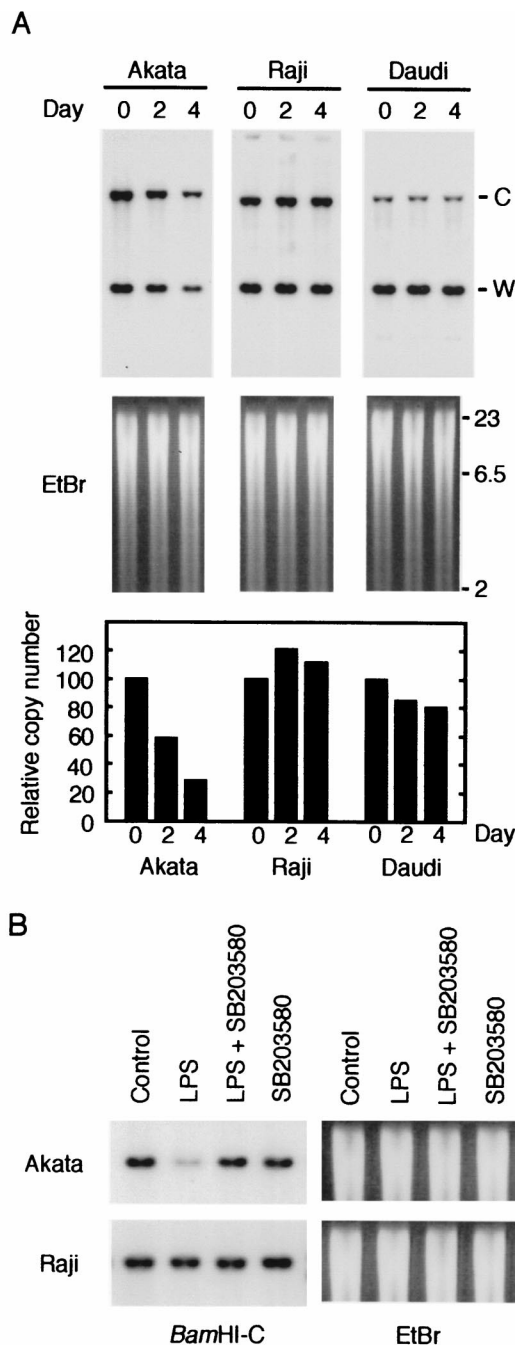 A
Akata Raji Daudi
Day 0 2 4 0 2 4 0 2 4
- C
- W
EtBr
- 23
- 6.5
- 2
Relative copy number
120
100
80
60
40
20
0
0 2 4 0 2 4 0 2 4 Day
Akata Raji Daudi
B
Control LPS LPS + SB203580 SB203580 Control LPS LPS + SB203580 SB203580
Akata
Raji
BamHI-C EtBr